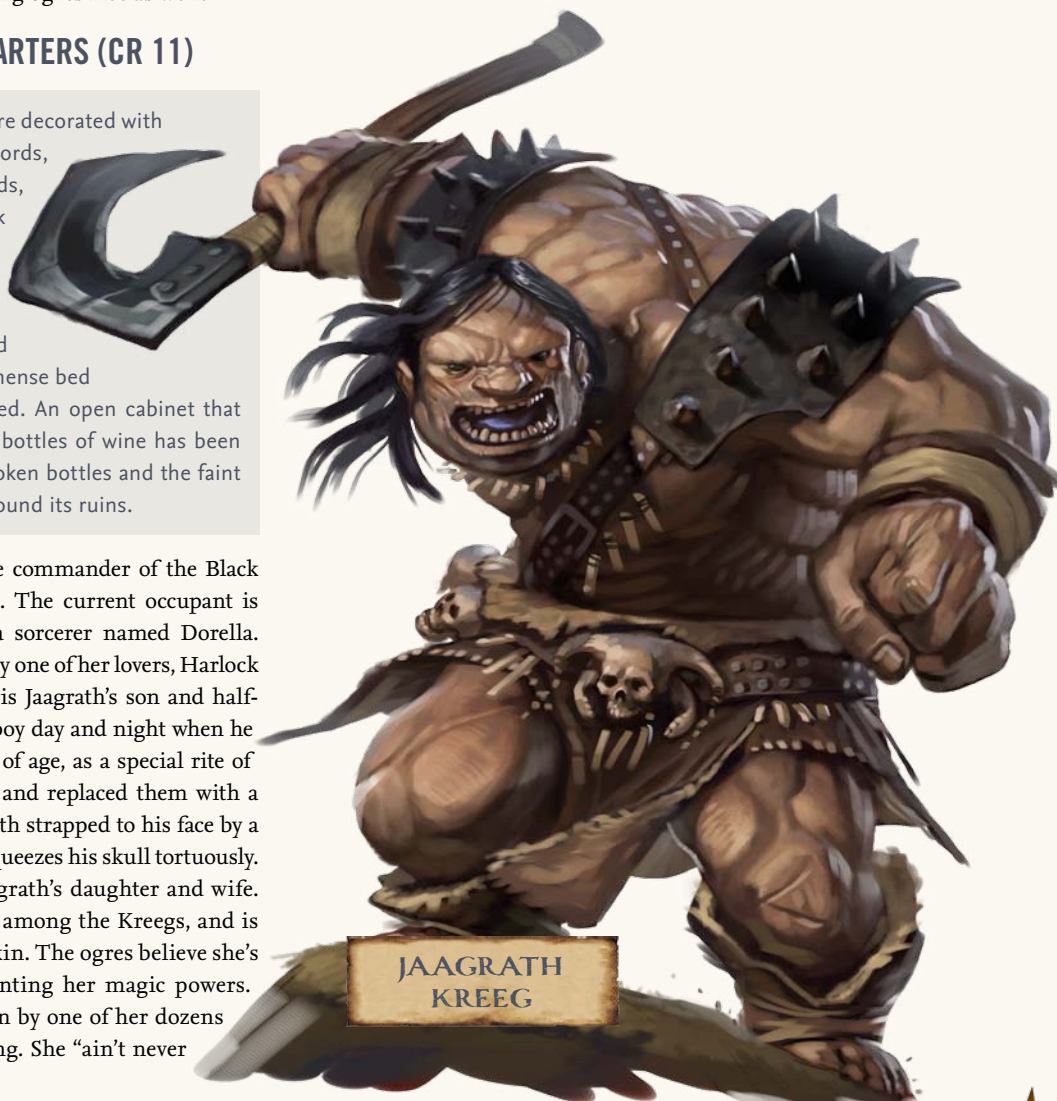 ARTERS (CR 11)
re decorated with
ords,
ds,
k
d
nense bed
ed. An open cabinet that
bottles of wine has been
oken bottles and the faint
ound its ruins.
e commander of the Black
. The current occupant is
a sorcerer named Dorella.
y one of her lovers, Harlock
is Jaagrath's son and half-
boy day and night when he
of age, as a special rite of
and replaced them with a
th strapped to his face by a
queezes his skull tortuously.
grath's daughter and wife.
among the Kreegs, and is
kin. The ogres believe she's
nting her magic powers.
n by one of her dozens
ng. She “ain't never
JAAGRATH
KREEG